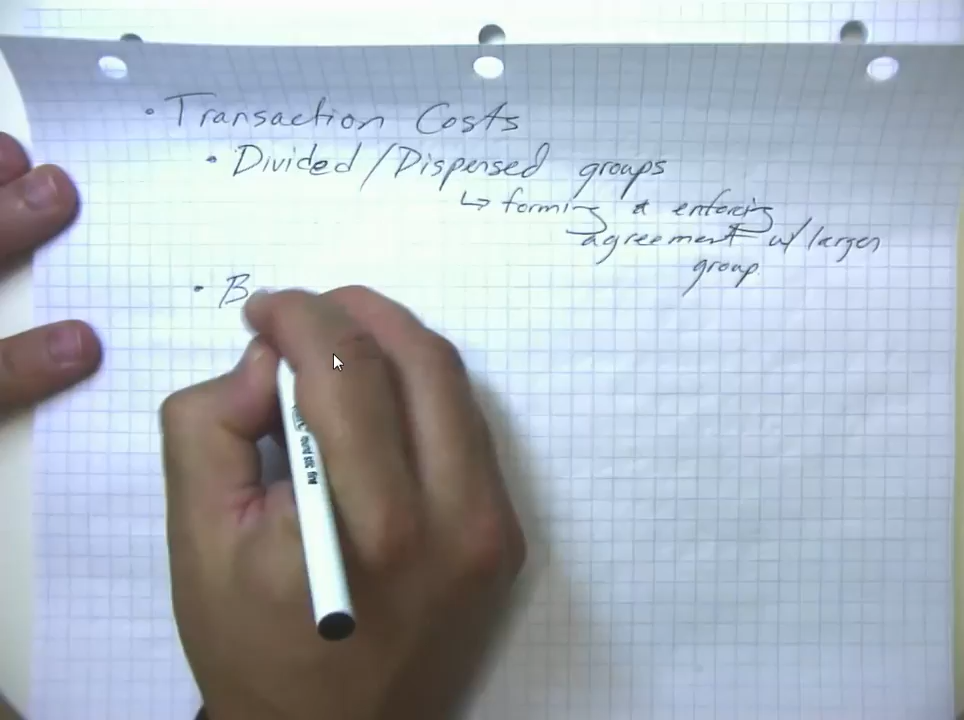 • Transaction Costs
• Divided/Dispersed groups
↳ forming & enforcing
agreement w/ larger
group.
• B